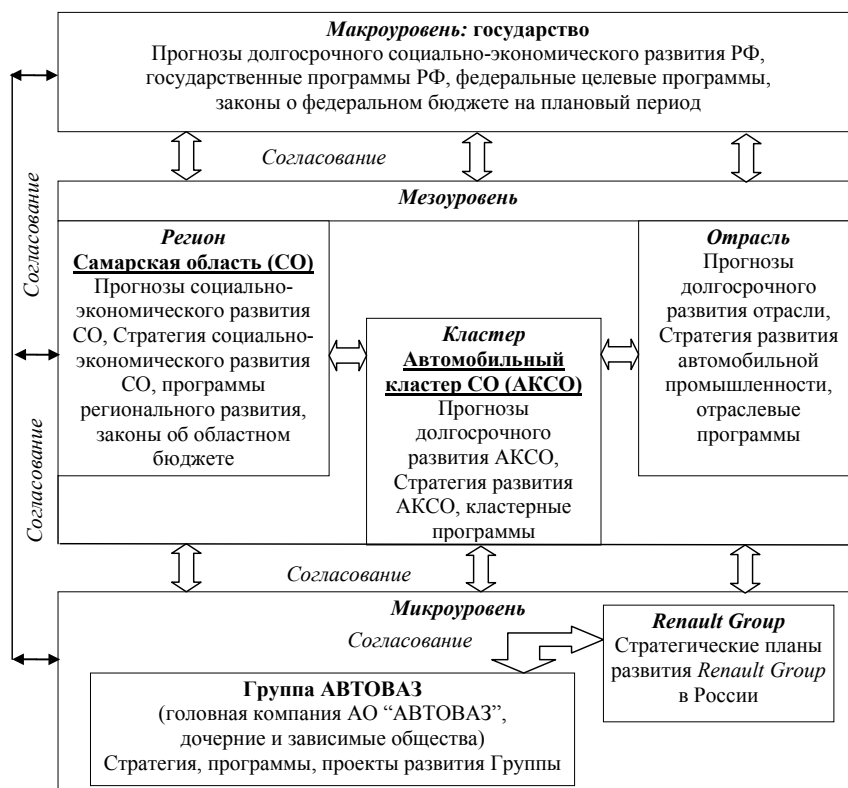 Макроуровень: государство
Прогнозы долгосрочного социально-экономического развития РФ,
государственные программы РФ, федеральные целевые программы,
законы о федеральном бюджете на плановый период
Согласование
Согласование
Мезоуровень
Регион
Самарская область (СО)
Прогнозы социально-
экономического развития
СО, Стратегия социально-
экономического развития
СО, программы
регионального развития,
законы об областном
бюджете
Кластер
Автомобильный
кластер СО (АКСО)
Прогнозы
долгосрочного
развития АКСО,
Стратегия развития
АКСО, кластерные
программы
Отрасль
Прогнозы
долгосрочного
развития отрасли,
Стратегия развития
автомобильной
промышленности,
отраслевые
программы
Согласование
Согласование
Микроуровень
Согласование
Renault Group
Стратегические планы
развития Renault Group
в России
Группа АВТОВАЗ
(головная компания АО “АВТОВАЗ”,
дочерние и зависимые общества)
Стратегия, программы, проекты развития Группы